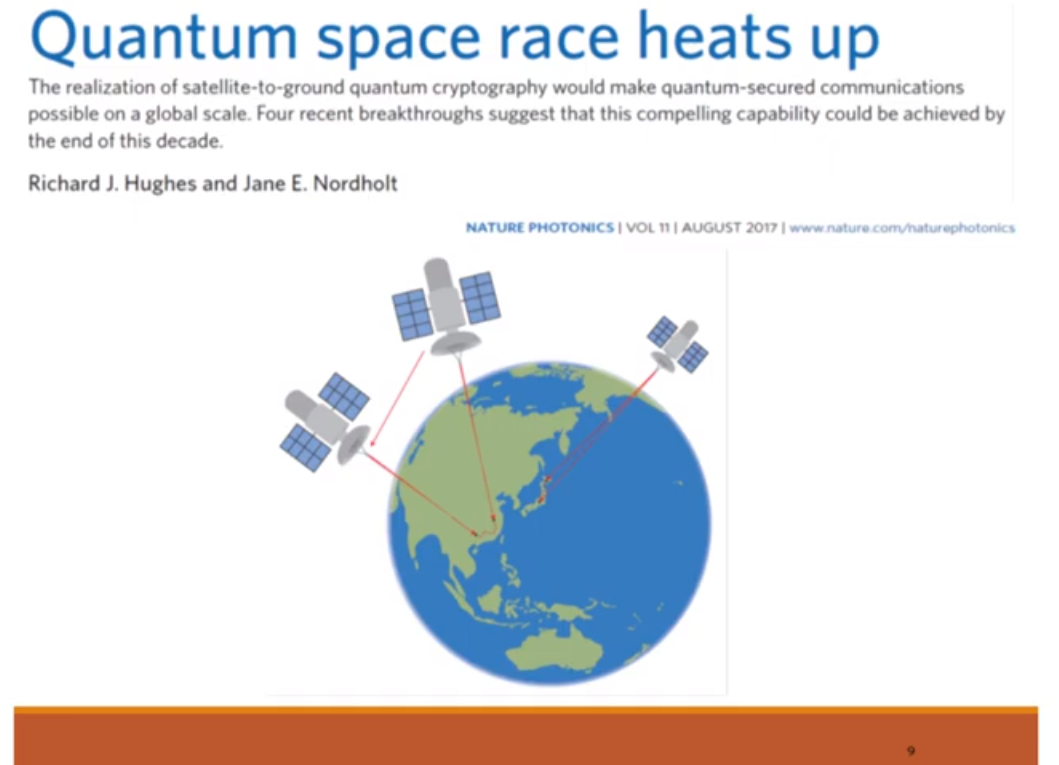 Quantum space race heats up
The realization of satellite-to-ground quantum cryptography would make quantum-secured communications
possible on a global scale. Four recent breakthroughs suggest that this compelling capability could be achieved by
the end of this decade.
Richard J. Hughes and Jane E. Nordholt
NATURE PHOTONICS | VOL 11 | AUGUST 2017 | www.nature.com/naturephotonics
9